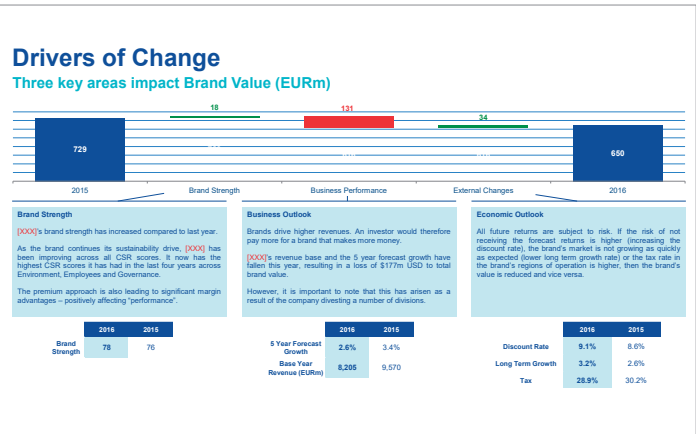 Drivers of Change
Three key areas impact Brand Value (EURm)
18
131
34
729
650
2015
Brand Strength
Business Performance
External Changes
2016
Brand Strength
[XXX]'s brand strength has increased compared to last year.
As the brand continues its sustainability drive, [XXX] has
been improving across all CSR scores. It now has the
highest CSR scores it has had in the last four years across
Environment, Employees and Governance.
The premium approach is also leading to significant margin
advantages – positively affecting “performance”.
Business Outlook
Brands drive higher revenues. An investor would therefore
pay more for a brand that makes more money.
[XXX]'s revenue base and the 5 year forecast growth have
fallen this year, resulting in a loss of $177m USD to total
brand value.
However, it is important to note that this has arisen as a
result of the company divesting a number of divisions.
Economic Outlook
All future returns are subject to risk. If the risk of not
receiving the forecast returns is higher (increasing the
discount rate), the brand's market is not growing as quickly
as expected (lower long term growth rate) or the tax rate in
the brand's regions of operation is higher, then the brand's
value is reduced and vice versa.
2016 2015
Brand
Strength
78 76
2016 2015
5 Year Forecast
Growth
2.6% 3.4%
Base Year
Revenue (EURm)
8,205 9,570
2016 2015
Discount Rate 9.1% 8.6%
Long Term Growth 3.2% 2.6%
Tax 28.9% 30.2%